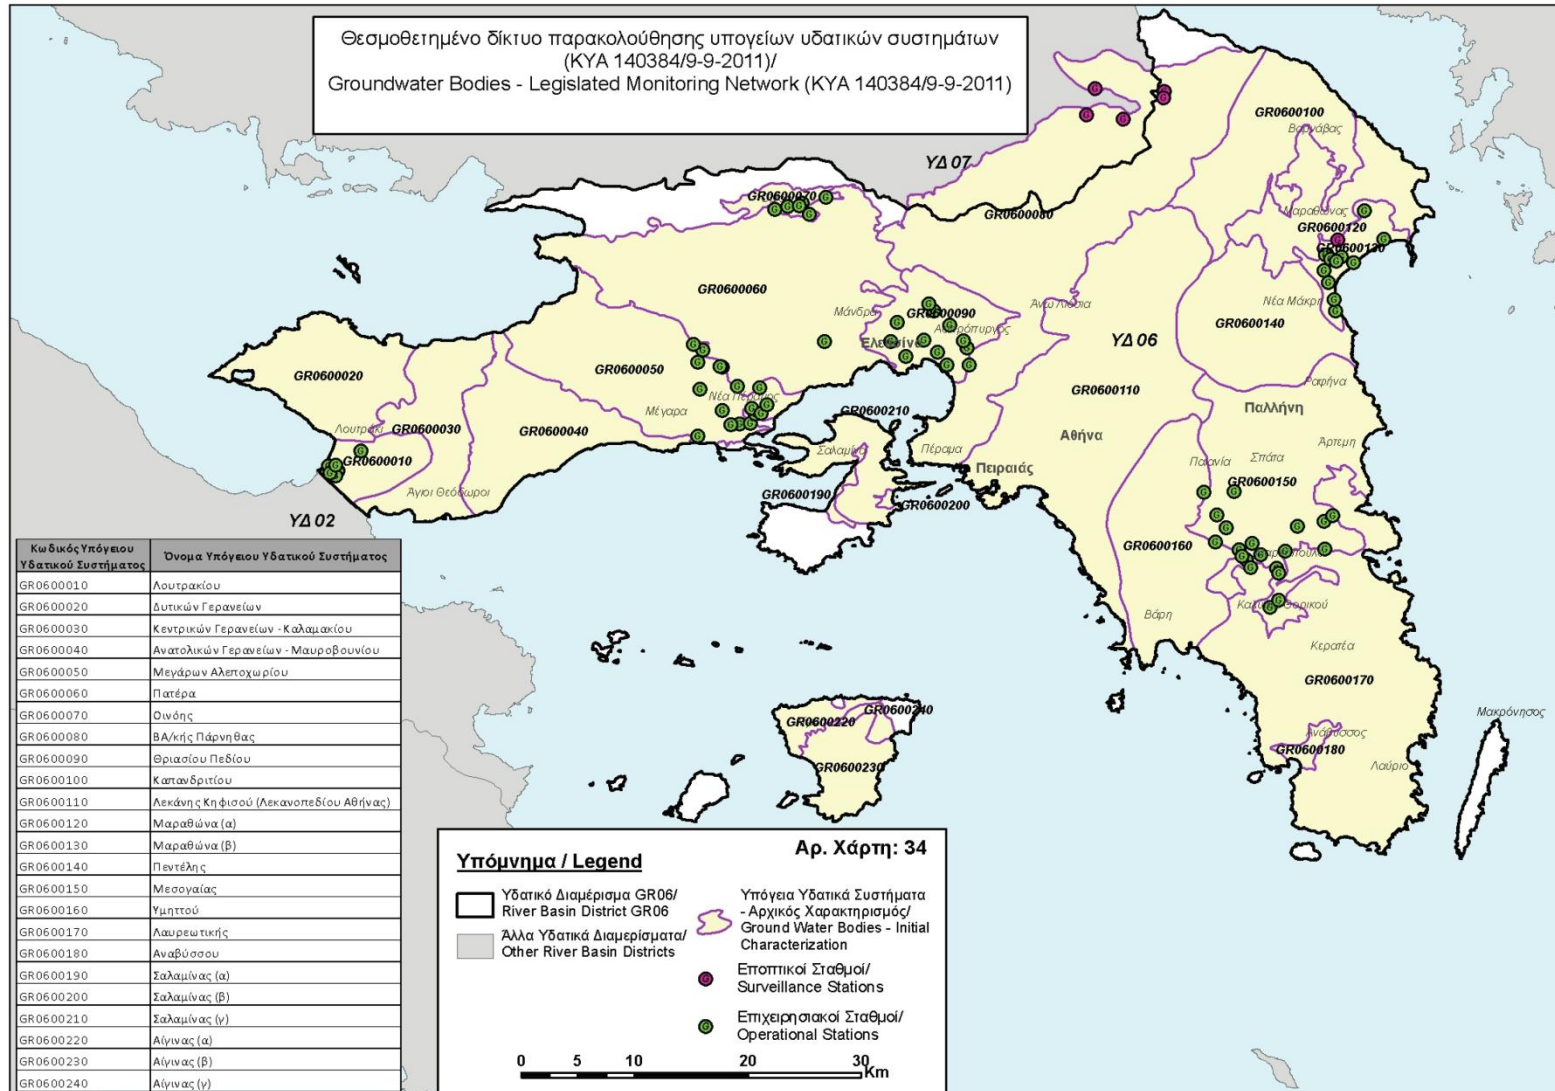 Θεσμοθετημένο δίκτυο παρακολούθησης υπογείων υδατικών συστημάτων
(ΚΥΑ 140384/9-9-2011)/
Groundwater Bodies - Legislated Monitoring Network (ΚΥΑ 140384/9-9-2011)
GR0600100
Βαρνάβας
ΥΔ 07
GR0600070
GR0600080
Μαραθώνας
GR0600120
GR0600130
GR0600060
Μάνδρα
GR0600090
Ασπρόπυργος
Άνω Λιόσια
Νέα Μάκρη
GR0600140
Ελευσίνα
ΥΔ 06
GR0600020
GR0600050
GR0600110
Ραφήνα
Νέα Πέραμος
Μέγαρα
GR0600210
Παλλήνη
Λουτράκι
GR0600030
GR0600040
Αθήνα
Άρτεμη
Σαλαμίνα
Πέραμα
GR0600010
Παιανία
Σπάτα
Πειραιάς
GR0600150
Άγιοι Θεόδωροι
GR0600190
GR0600200
ΥΔ 02
GR0600160
Βάρη
Κερατέα
GR0600170
GR0600240
GR0600220
Μακρόνησος
Ανάβυσσος
GR0600180
GR0600230
Λαύριο
Κωδικός Υπόγειου Υδατικού Συστήματος Όνομα Υπόγειου Υδατικού Συστήματος
GR0600010 Λουτρακίου
GR0600020 Δυτικών Γερανείων
GR0600030 Κεντρικών Γερανείων - Καλαμακίου
GR0600040 Ανατολικών Γερανείων - Μαυροβουνίου
GR0600050 Μεγάρων Αλεποχωρίου
GR0600060 Πατέρα
GR0600070 Οινόης
GR0600080 ΒΑ/κής Πάρνηθας
GR0600090 Θριασίου Πεδίου
GR0600100 Καπανδριτίου
GR0600110 Λεκάνης Κηφισού (Λεκανοπεδίου Αθήνας)
GR0600120 Μαραθώνα (α)
GR0600130 Μαραθώνα (β)
GR0600140 Πεντέλης
GR0600150 Μεσογαίας
GR0600160 Υμηττού
GR0600170 Λαυρεωτικής
GR0600180 Αναβύσσου
GR0600190 Σαλαμίνας (α)
GR0600200 Σαλαμίνας (β)
GR0600210 Σαλαμίνας (γ)
GR0600220 Αίγινας (α)
GR0600230 Αίγινας (β)
GR0600240 Αίγινας (γ)
Υπόμνημα / Legend
Αρ. Χάρτη: 34
Υδατικό Διαμέρισμα GR06/
River Basin District GR06
Άλλα Υδατικά Διαμερίσματα/
Other River Basin Districts
Υπόγεια Υδατικά Συστήματα
- Αρχικός Χαρακτηρισμός/
Ground Water Bodies - Initial
Characterization
Εποπτικοί Σταθμοί/
Surveillance Stations
Επιχειρησιακοί Σταθμοί/
Operational Stations
0 5 10 20 30
Km